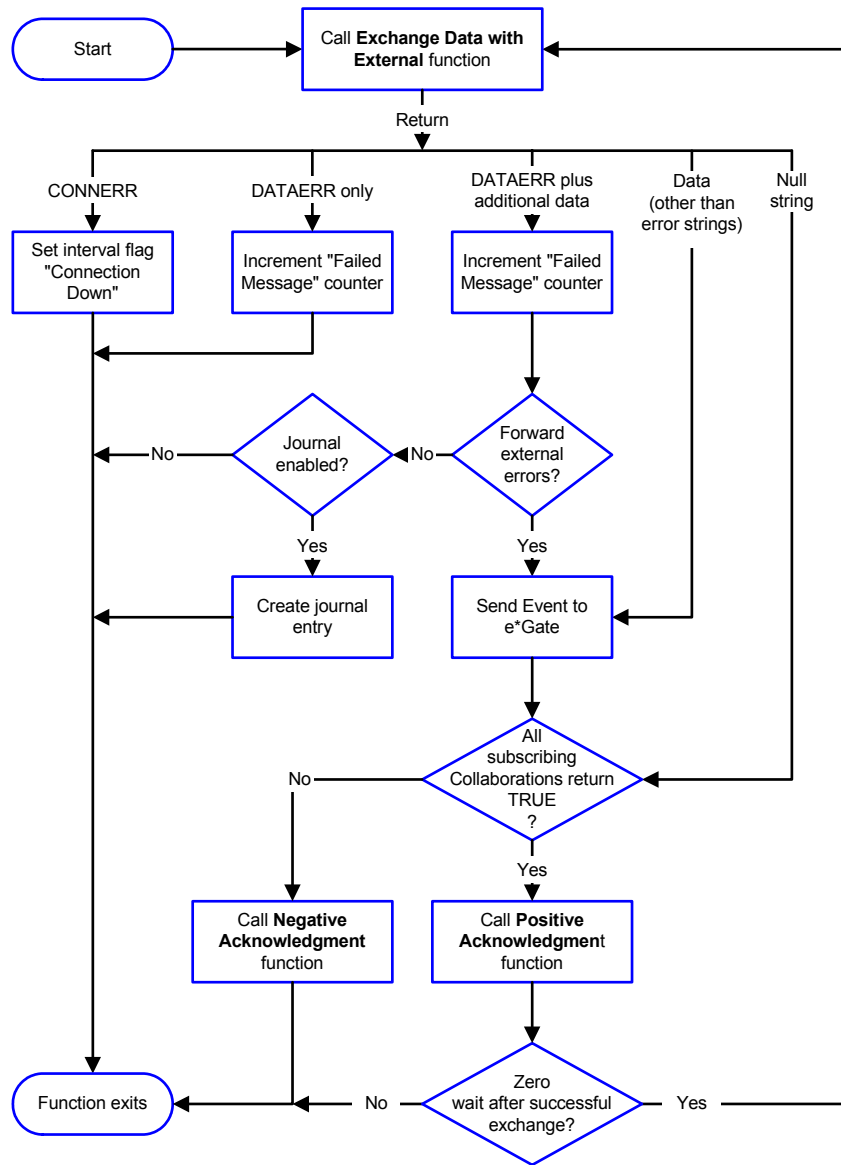 Start
Call Exchange Data with
External function
Return
CONNERR
DATAERR only
DATAERR plus
additional data
Data
(other than
error strings)
Null
string
Set interval flag
"Connection
Down"
Increment "Failed
Message" counter
Increment "Failed
Message" counter
No
Journal
enabled?
No
Forward
external
errors?
Yes
Yes
Create journal
entry
Send Event to
e*Gate
No
All
subscribing
Collaborations return
TRUE
?
Yes
Call Negative
Acknowledgment
function
Call Positive
Acknowledgment
function
Function exits
No
Zero
wait after successful
exchange?
Yes